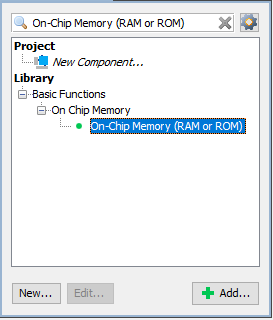 On-Chip Memory (RAM or ROM)
Project
New Component...
Library
Basic Functions
On Chip Memory
On-Chip Memory (RAM or ROM)
New... Edit... Add...